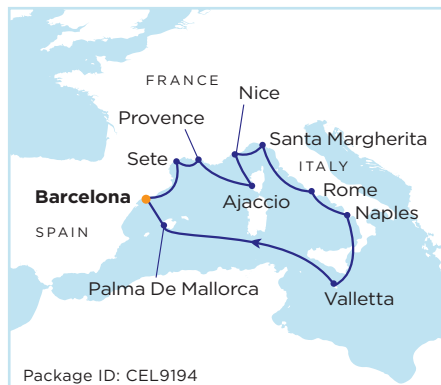 FRANCE
Nice
Provence
Santa Margherita
Sete
ITALY
Barcelona
Rome
Ajaccio
Naples
SPAIN
Palma De Mallorca
Valletta
Package ID: CEL9194